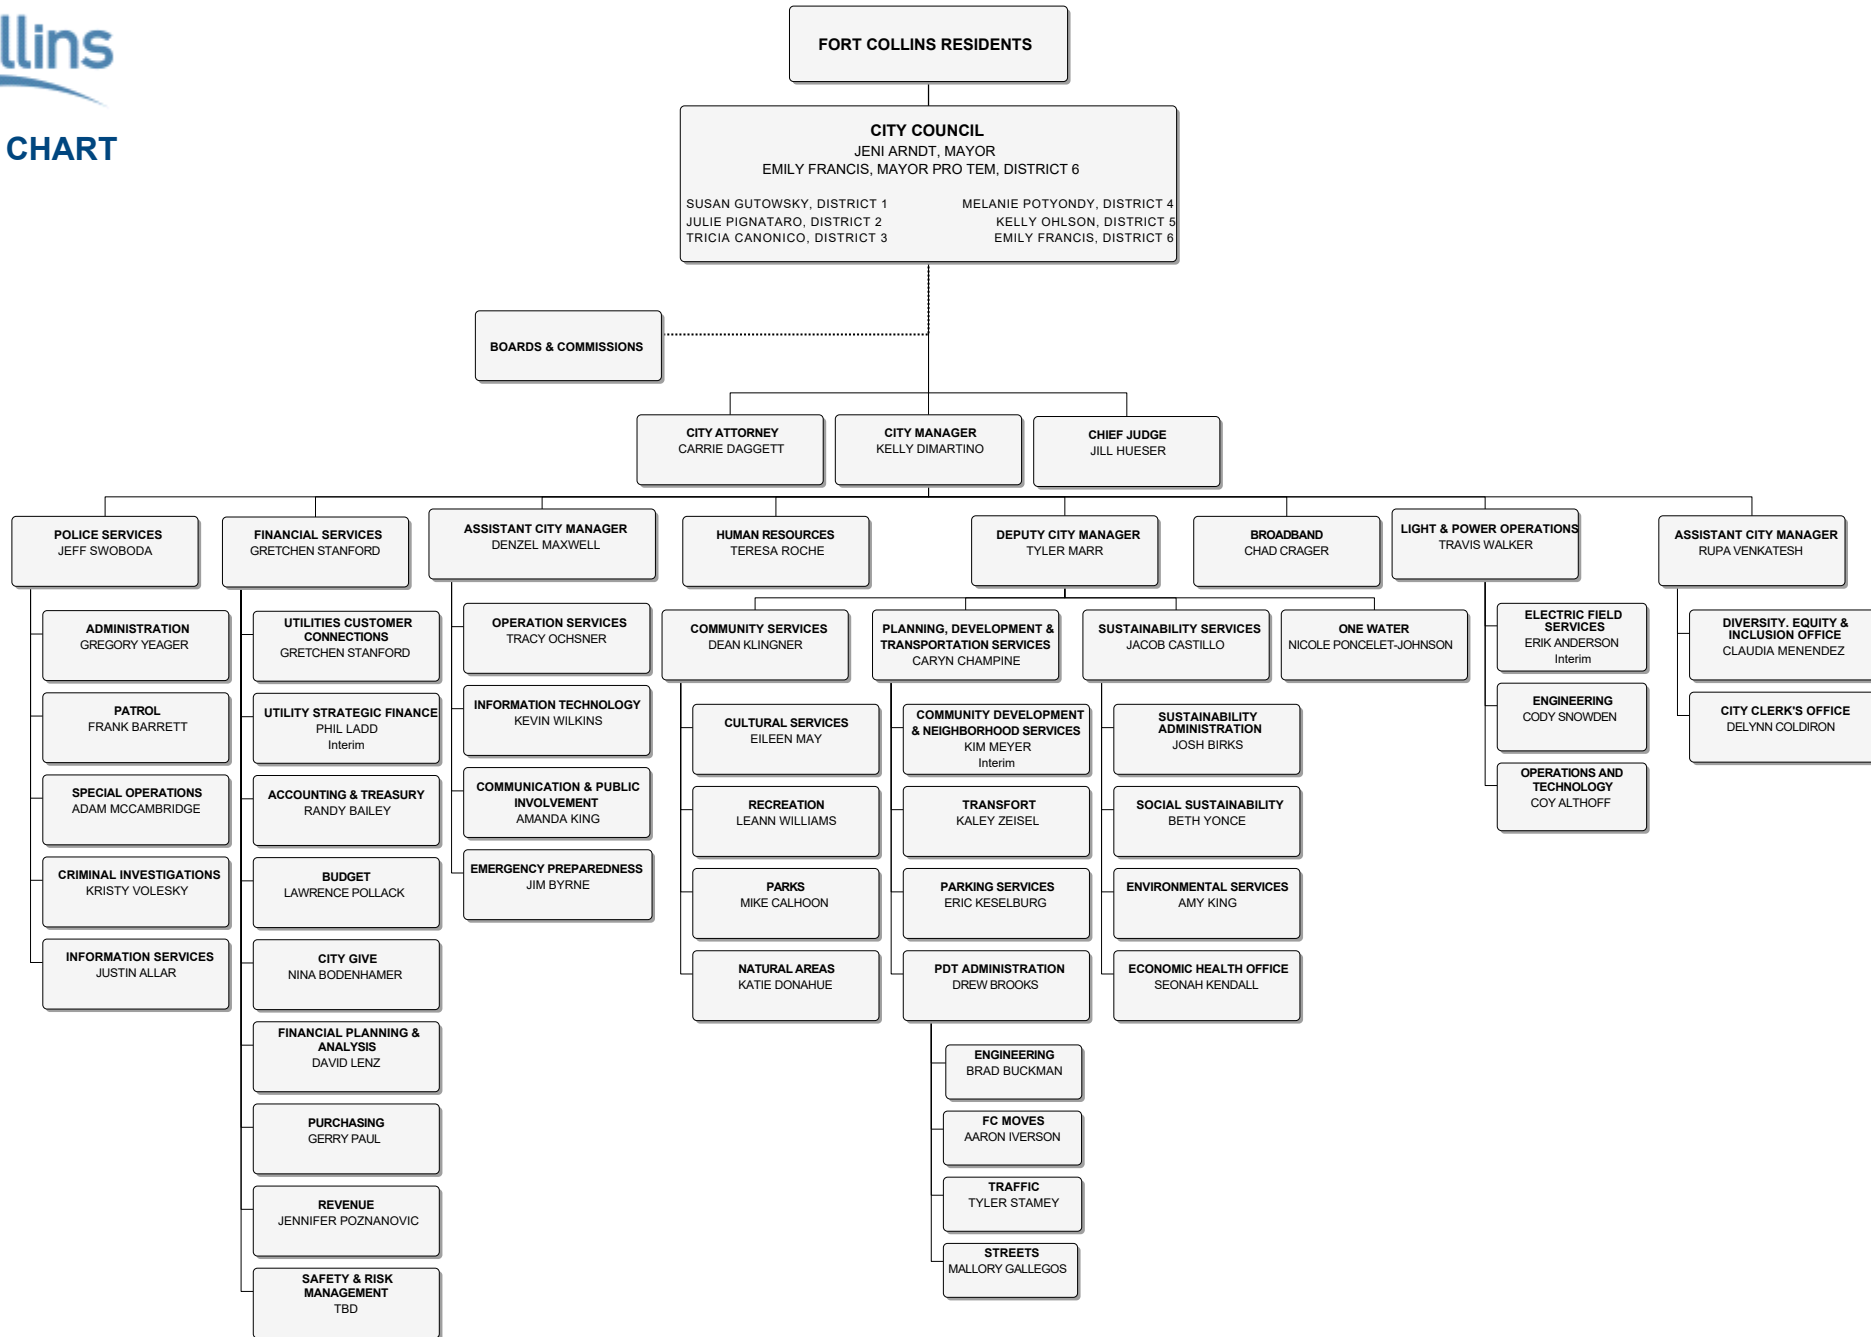 llins
CHART
FORT COLLINS RESIDENTS
CITY COUNCIL
JENI ARNDT, MAYOR
EMILY FRANCIS, MAYOR PRO TEM, DISTRICT 6
SUSAN GUTOWSKY, DISTRICT 1
JULIE PIGNATARO, DISTRICT 2
TRICIA CANONICO, DISTRICT 3
MELANIE POTYONDY, DISTRICT 4
KELLY OHLSON, DISTRICT 5
EMILY FRANCIS, DISTRICT 6
BOARDS & COMMISSIONS
CITY ATTORNEY
CARRIE DAGGETT
CITY MANAGER
KELLY DIMARTINO
CHIEF JUDGE
JILL HUESER
POLICE SERVICES
JEFF SWOBODA
ADMINISTRATION
GREGORY YEAGER
PATROL
FRANK BARRETT
SPECIAL OPERATIONS
ADAM MCCAMBRIDGE
CRIMINAL INVESTIGATIONS
KRISTY VOLESKY
INFORMATION SERVICES
JUSTIN ALLAR
FINANCIAL SERVICES
GRETCHEN STANFORD
UTILITIES CUSTOMER
CONNECTIONS
GRETCHEN STANFORD
UTILITY STRATEGIC FINANCE
PHIL LADD
Interim
ACCOUNTING & TREASURY
RANDY BAILEY
BUDGET
LAWRENCE POLLACK
CITY GIVE
NINA BODENHAMER
FINANCIAL PLANNING &
ANALYSIS
DAVID LENZ
PURCHASING
GERRY PAUL
REVENUE
JENNIFER POZNANOVIC
SAFETY & RISK
MANAGEMENT
TBD
ASSISTANT CITY MANAGER
DENZEL MAXWELL
OPERATION SERVICES
TRACY OCHSNER
INFORMATION TECHNOLOGY
KEVIN WILKINS
COMMUNICATION & PUBLIC
INVOLVEMENT
AMANDA KING
EMERGENCY PREPAREDNESS
JIM BYRNE
HUMAN RESOURCES
TERESA ROCHE
DEPUTY CITY MANAGER
TYLER MARR
COMMUNITY SERVICES
DEAN KLINGNER
CULTURAL SERVICES
EILEEN MAY
RECREATION
LEANN WILLIAMS
PARKS
MIKE CALHOON
NATURAL AREAS
KATIE DONAHUE
PLANNING, DEVELOPMENT &
TRANSPORTATION SERVICES
CARYN CHAMPINE
COMMUNITY DEVELOPMENT
& NEIGHBORHOOD SERVICES
KIM MEYER
Interim
TRANSFORT
KALEY ZEISEL
PARKING SERVICES
ERIC KESELBURG
PDT ADMINISTRATION
DREW BROOKS
ENGINEERING
BRAD BUCKMAN
FC MOVES
AARON IVERSON
TRAFFIC
TYLER STAMEY
STREETS
MALLORY GALLEGOS
SUSTAINABILITY SERVICES
JACOB CASTILLO
SUSTAINABILITY
ADMINISTRATION
JOSH BIRKS
SOCIAL SUSTAINABILITY
BETH YONCE
ENVIRONMENTAL SERVICES
AMY KING
ECONOMIC HEALTH OFFICE
SEONAH KENDALL
ONE WATER
NICOLE PONCELET-JOHNSON
BROADBAND
CHAD CRAGER
LIGHT & POWER OPERATIONS
TRAVIS WALKER
ELECTRIC FIELD
SERVICES
ERIK ANDERSON
Interim
ENGINEERING
CODY SNOWDEN
OPERATIONS AND
TECHNOLOGY
COY ALTHOFF
ASSISTANT CITY MANAGER
RUPA VENKATESH
DIVERSITY. EQUITY &
INCLUSION OFFICE
CLAUDIA MENENDEZ
CITY CLERK'S OFFICE
DELYNN COLDIRON